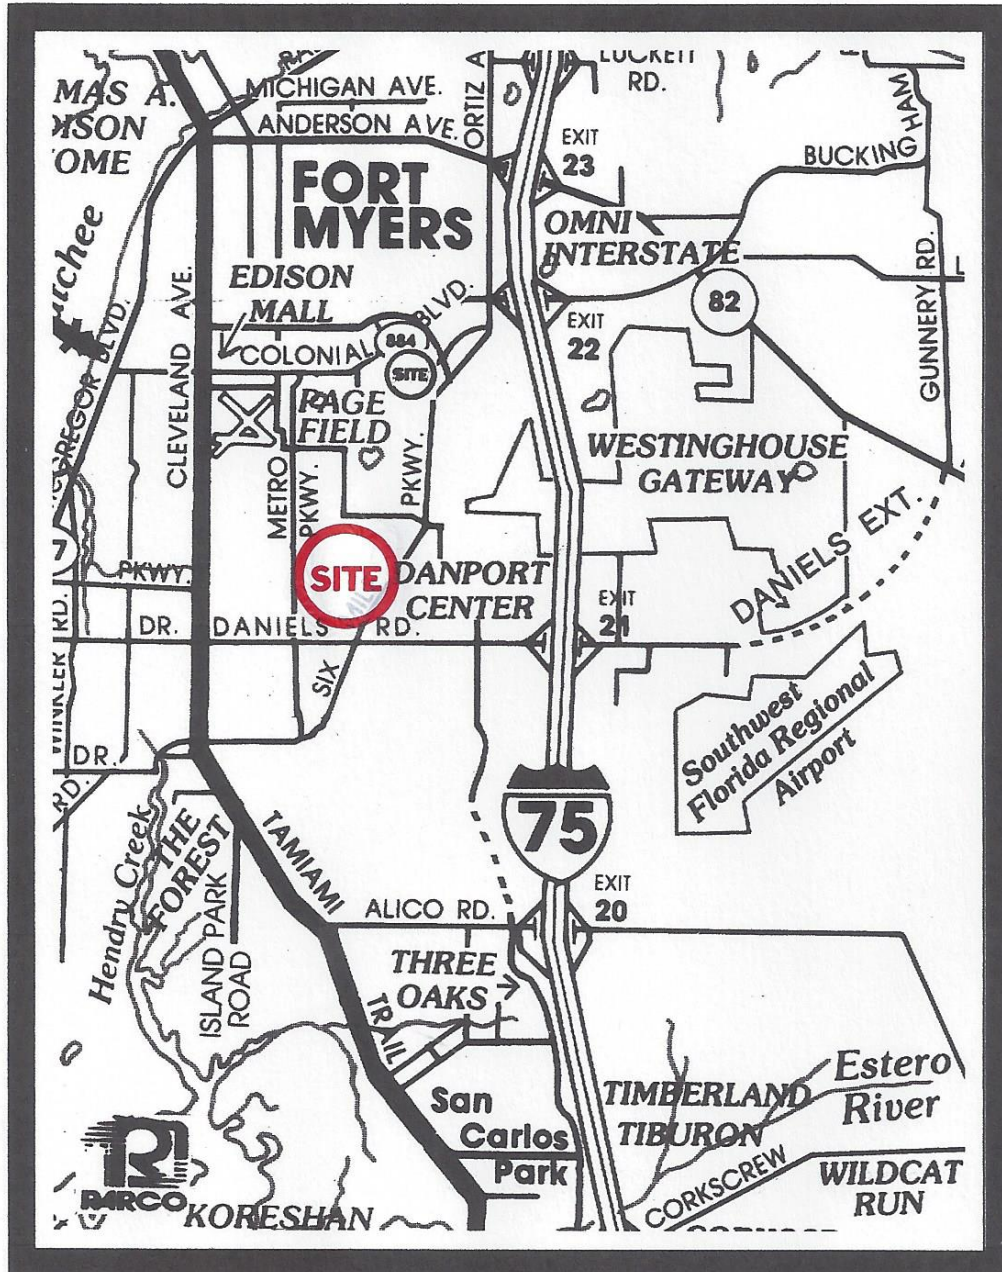 LUCKETT
RD.
MICHIGAN AVE.
ORTIZ A
MAS A.
DISON
OME
ANDERSON AVE.
EXIT
23
BUCKINGHAM
FORT
MYERS
OMNI
INTERSTATE
EDISON
MALL
BLVD.
82
GUNNERY RD.
L
CLEVELAND AVE.
EXIT
22
884
COLONIAL
SITE
GREGOR BLVD.
PAGE
FIELD
WESTINGHOUSE
GATEWAY
METRO
PKWY.
PKWY.
DANIELS EXT.
7
PKWY.
SITE
DANPORT
CENTER
EXIT
21
WINKLER RD.
DR.
DANIELS RD.
SIX
DR.
RD.
Southwest
Florida Regional
Airport
75
Hendry Creek
THE
FOREST
TAMIAMI
ISLAND PARK
ROAD
ALICO RD.
EXIT
20
THREE
OAKS
TRAIL
San
Carlos
Park
TIMBERLAND
TIBURON
Estero
River
CORKSCREW
WILDCAT
RUN
KORESHAN